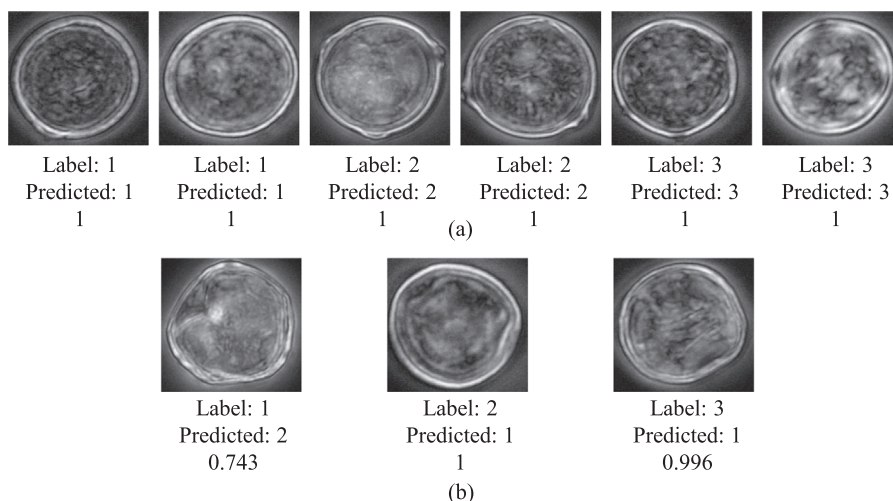 Label: 1 Label: 1 Label: 2 Label: 2 Label: 3 Label: 3
Predicted: 1 Predicted: 1 Predicted: 2 Predicted: 2 Predicted: 3 Predicted: 3
1 1 1 1 1 1
(a)
Label: 1 Label: 2 Label: 3
Predicted: 2 Predicted: 1 Predicted: 1
0.743 1 0.996
(b)